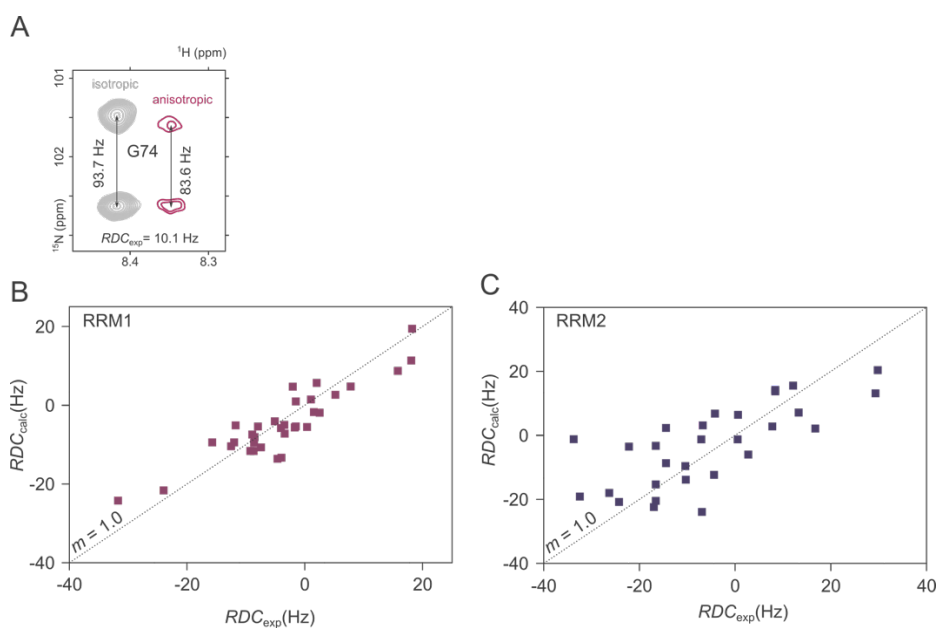 A
¹H (ppm)
isotropic
anisotropic
101
102
¹⁵N (ppm)
93.7 Hz
G74
83.6 Hz
RDCexp= 10.1 Hz
8.4
8.3
B
RRM1
20
0
-20
-40
RDCcalc(Hz)
m = 1.0
-40
-20
0
20
RDCexp(Hz)
C
RRM2
40
20
0
-20
-40
RDCcalc(Hz)
m = 1.0
-40
-20
0
20
40
RDCexp(Hz)